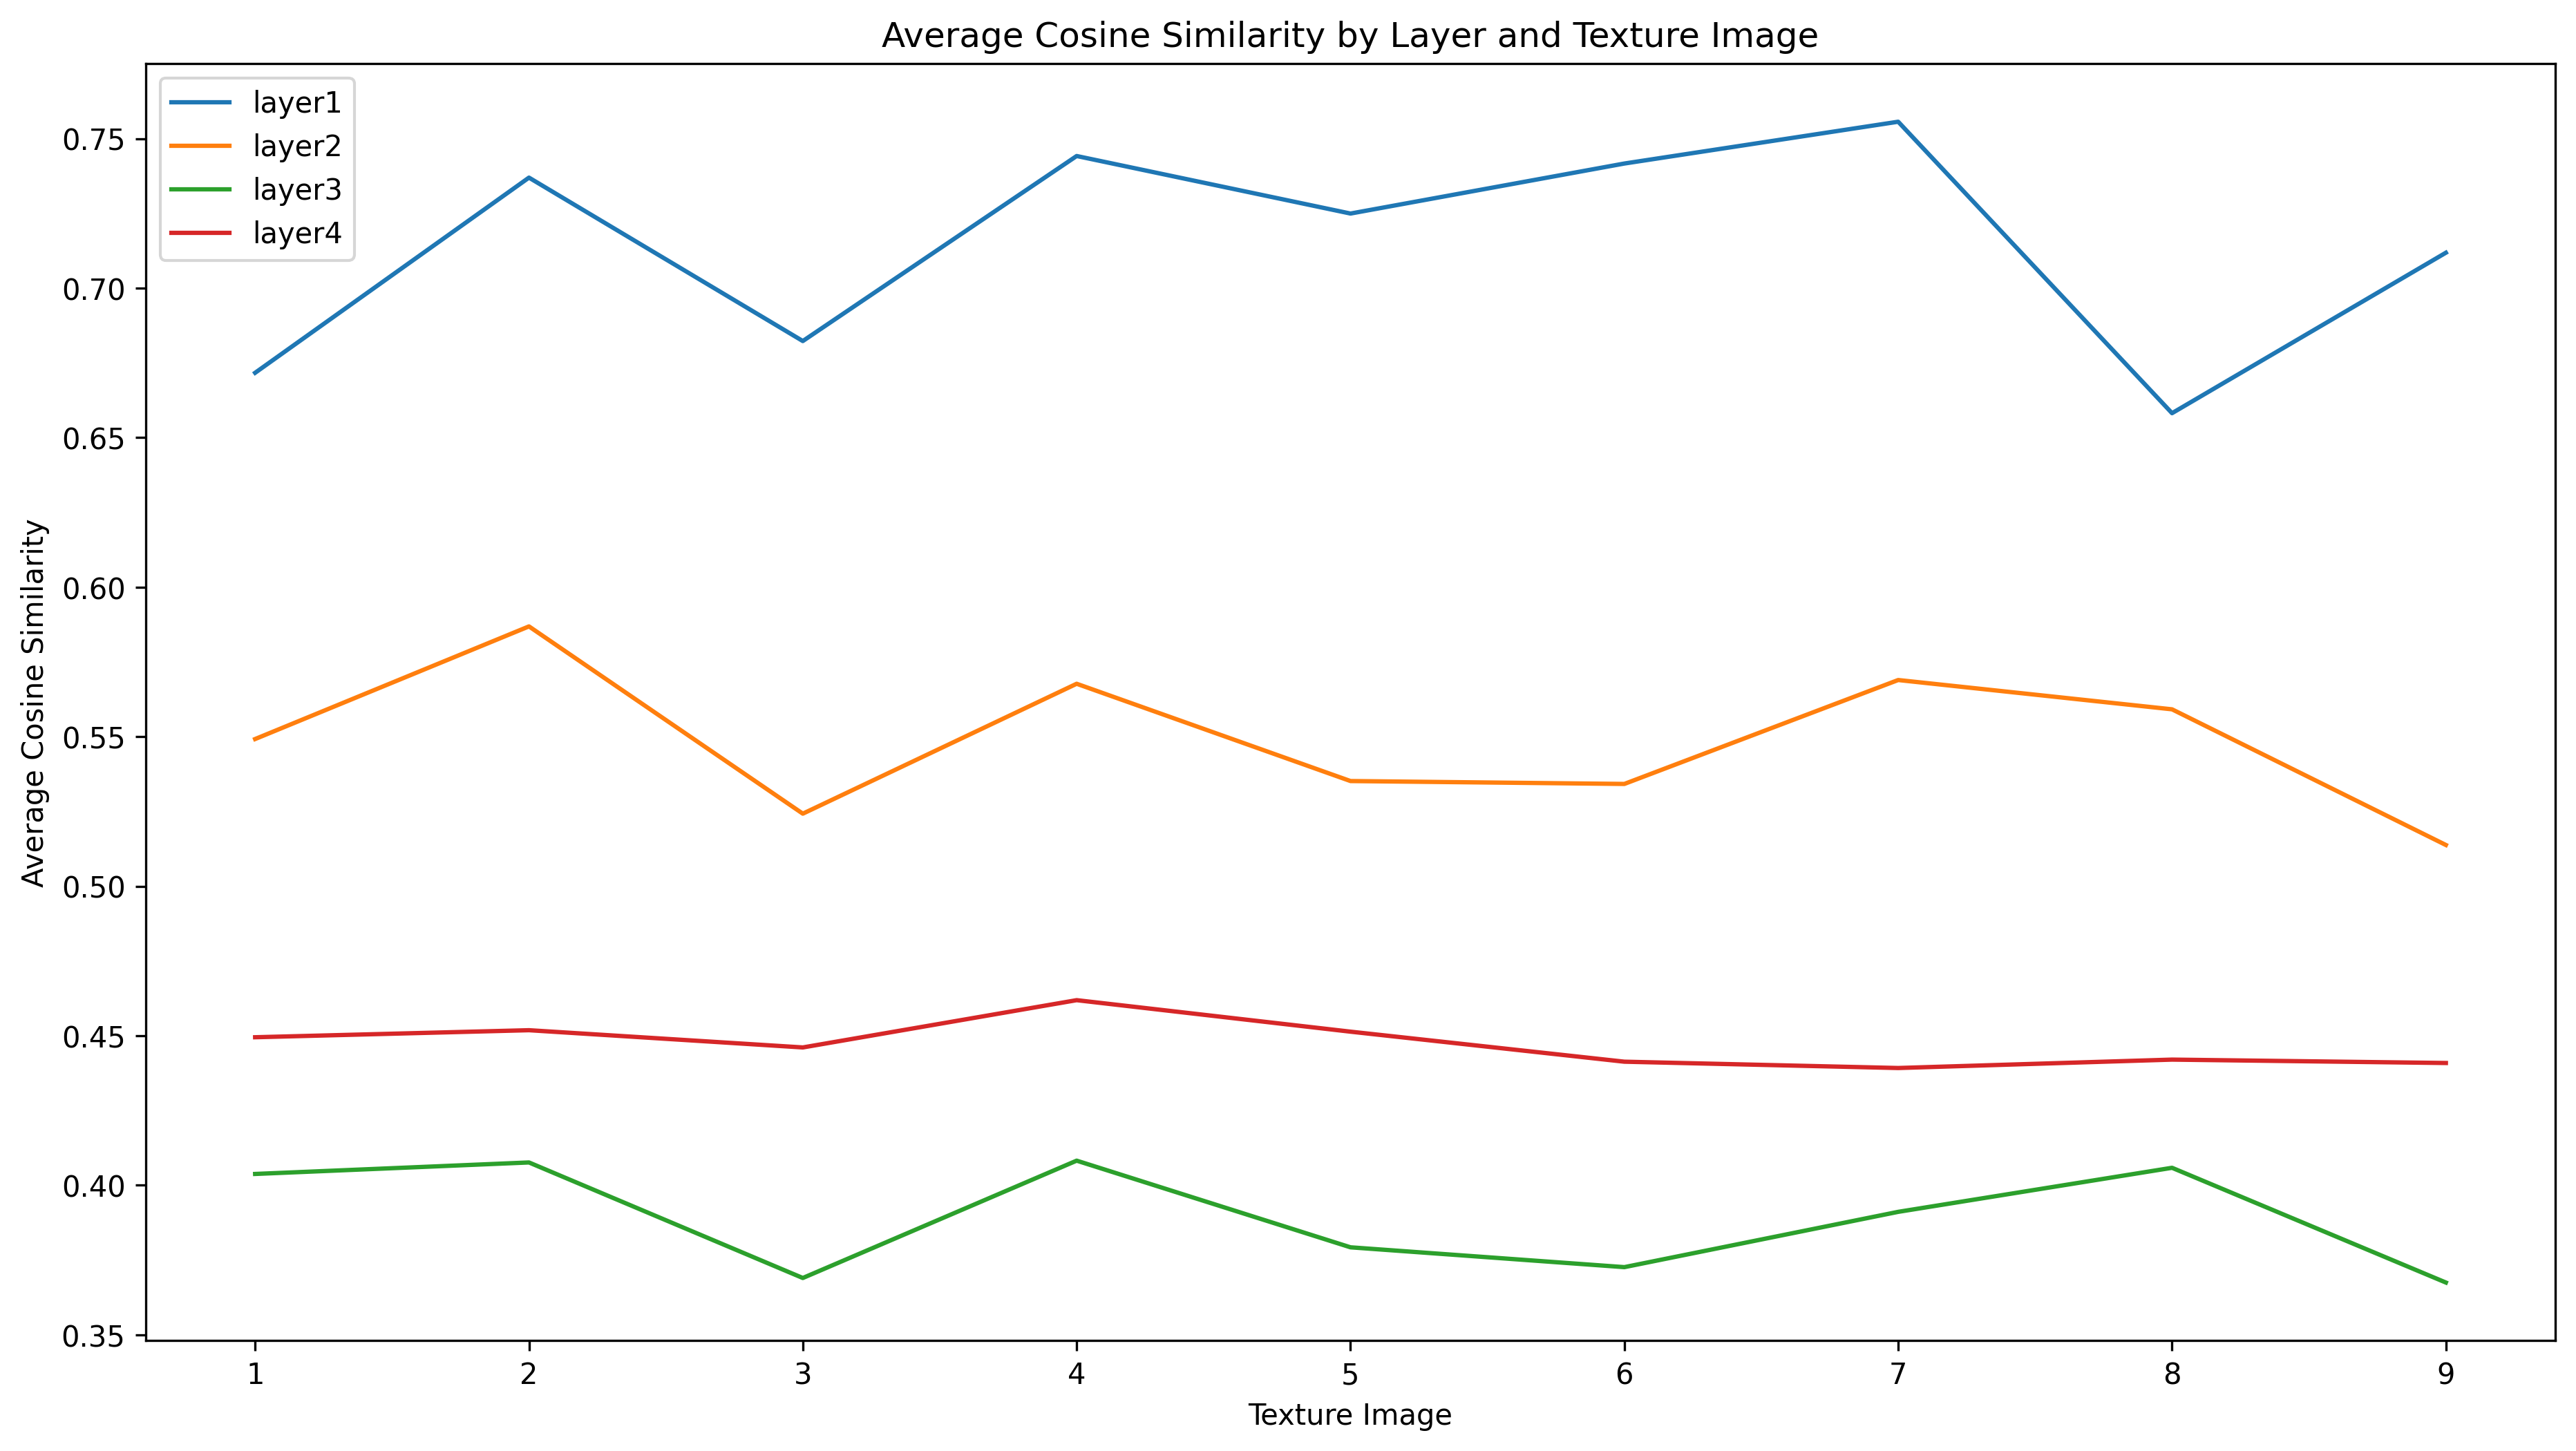 Average Cosine Similarity by Layer and Texture Image
layer1
layer2
layer3
layer4
0.75
0.70
0.65
0.60
0.55
0.50
0.45
0.40
0.35
Average Cosine Similarity
1 2 3 4 5 6 7 8 9
Texture Image